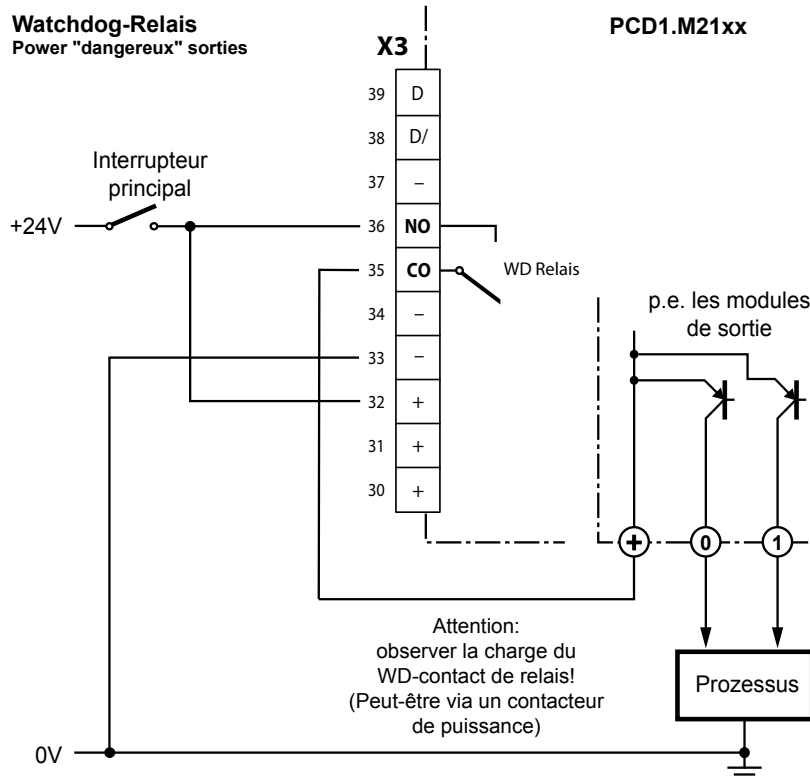 Watchdog-Relais
Power "dangereux" sorties
PCD1.M21xx
X3
39 D
38 D/
37 –
Interrupteur
principal
+24V
36 NO
35 CO
WD Relais
34 –
33 –
32 +
31 +
30 +
p.e. les modules
de sortie
+ 0 1
Attention:
observer la charge du
WD-contact de relais!
(Peut-être via un contacteur
de puissance)
Prozessus
0V